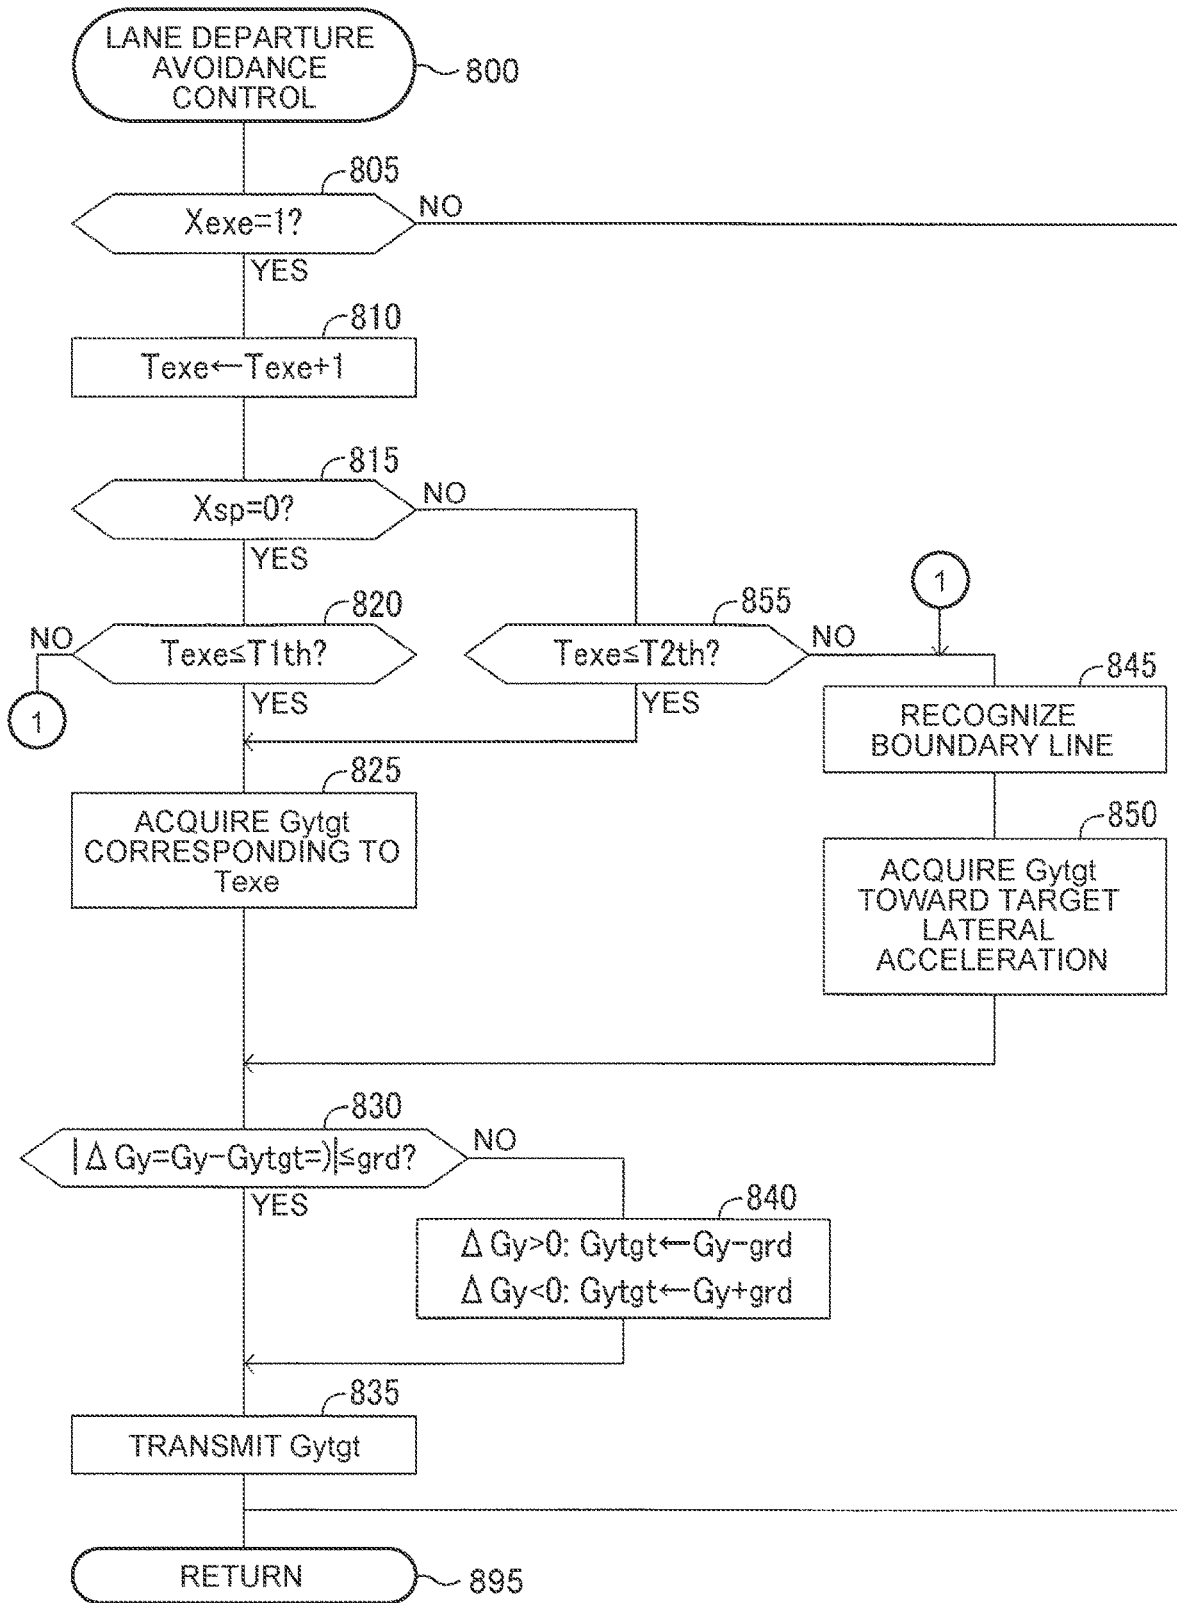 LANE DEPARTURE
AVOIDANCE
CONTROL
800
805
Xexe=1?
NO
YES
810
Texe←Texe+1
815
Xsp=0?
NO
YES
820
Texe≤T1th?
NO
YES
1
855
Texe≤T2th?
NO
YES
1
845
RECOGNIZE
BOUNDARY LINE
825
ACQUIRE Gytgt
CORRESPONDING TO
Texe
850
ACQUIRE Gytgt
TOWARD TARGET
LATERAL
ACCELERATION
830
|Δ Gy=Gy-Gytgt=)|≤grd?
NO
YES
840
Δ Gy>0: Gytgt←Gy-grd
Δ Gy<0: Gytgt←Gy+grd
835
TRANSMIT Gytgt
RETURN
895